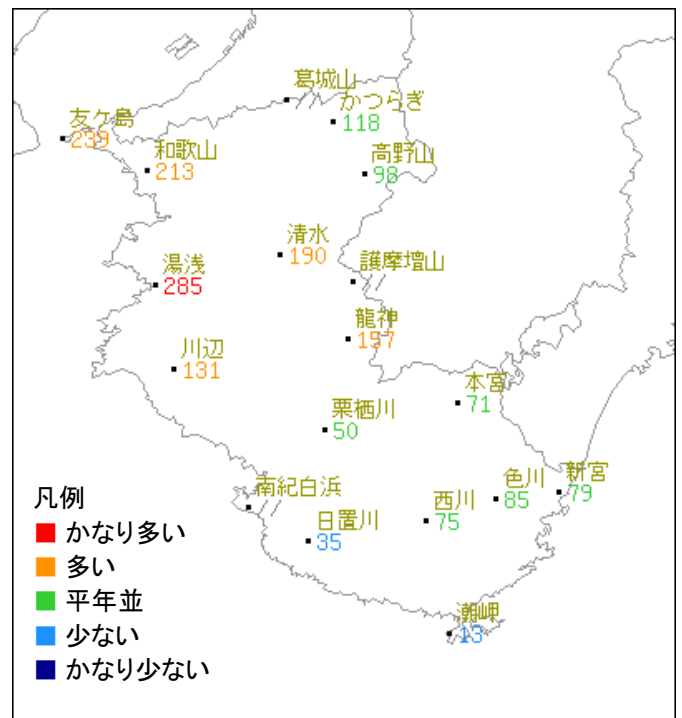 葛城山
かつらぎ
118
友ケ島
239
和歌山
213
高野山
98
清水
190
護摩壇山
//
湯浅
285
龍神
157
川辺
131
本宮
71
栗栖川
50
南紀白浜
//
西川
75
色川
85
新宮
79
日置川
35
潮岬
13
凡例
かなり多い
多い
平年並
少ない
かなり少ない